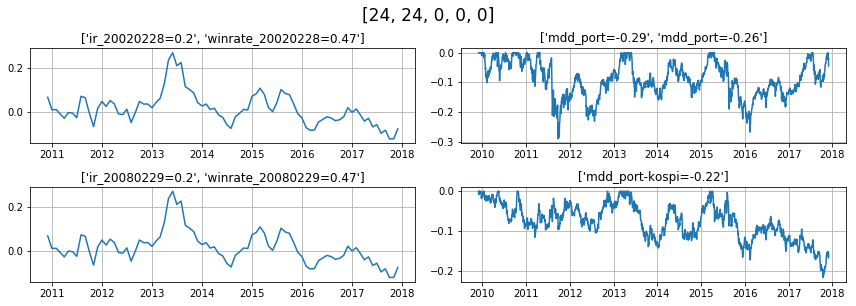 [24, 24, 0, 0, 0]
['ir_20020228=0.2', 'winrate_20020228=0.47']
0.2
0.0
2011 2012 2013 2014 2015 2016 2017 2018
['mdd_port=-0.29', 'mdd_port=-0.26']
0.0
−0.1
−0.2
−0.3
2010 2011 2012 2013 2014 2015 2016 2017 2018
['ir_20080229=0.2', 'winrate_20080229=0.47']
0.2
0.0
2011 2012 2013 2014 2015 2016 2017 2018
['mdd_port-kospi=-0.22']
0.0
−0.1
−0.2
2010 2011 2012 2013 2014 2015 2016 2017 2018